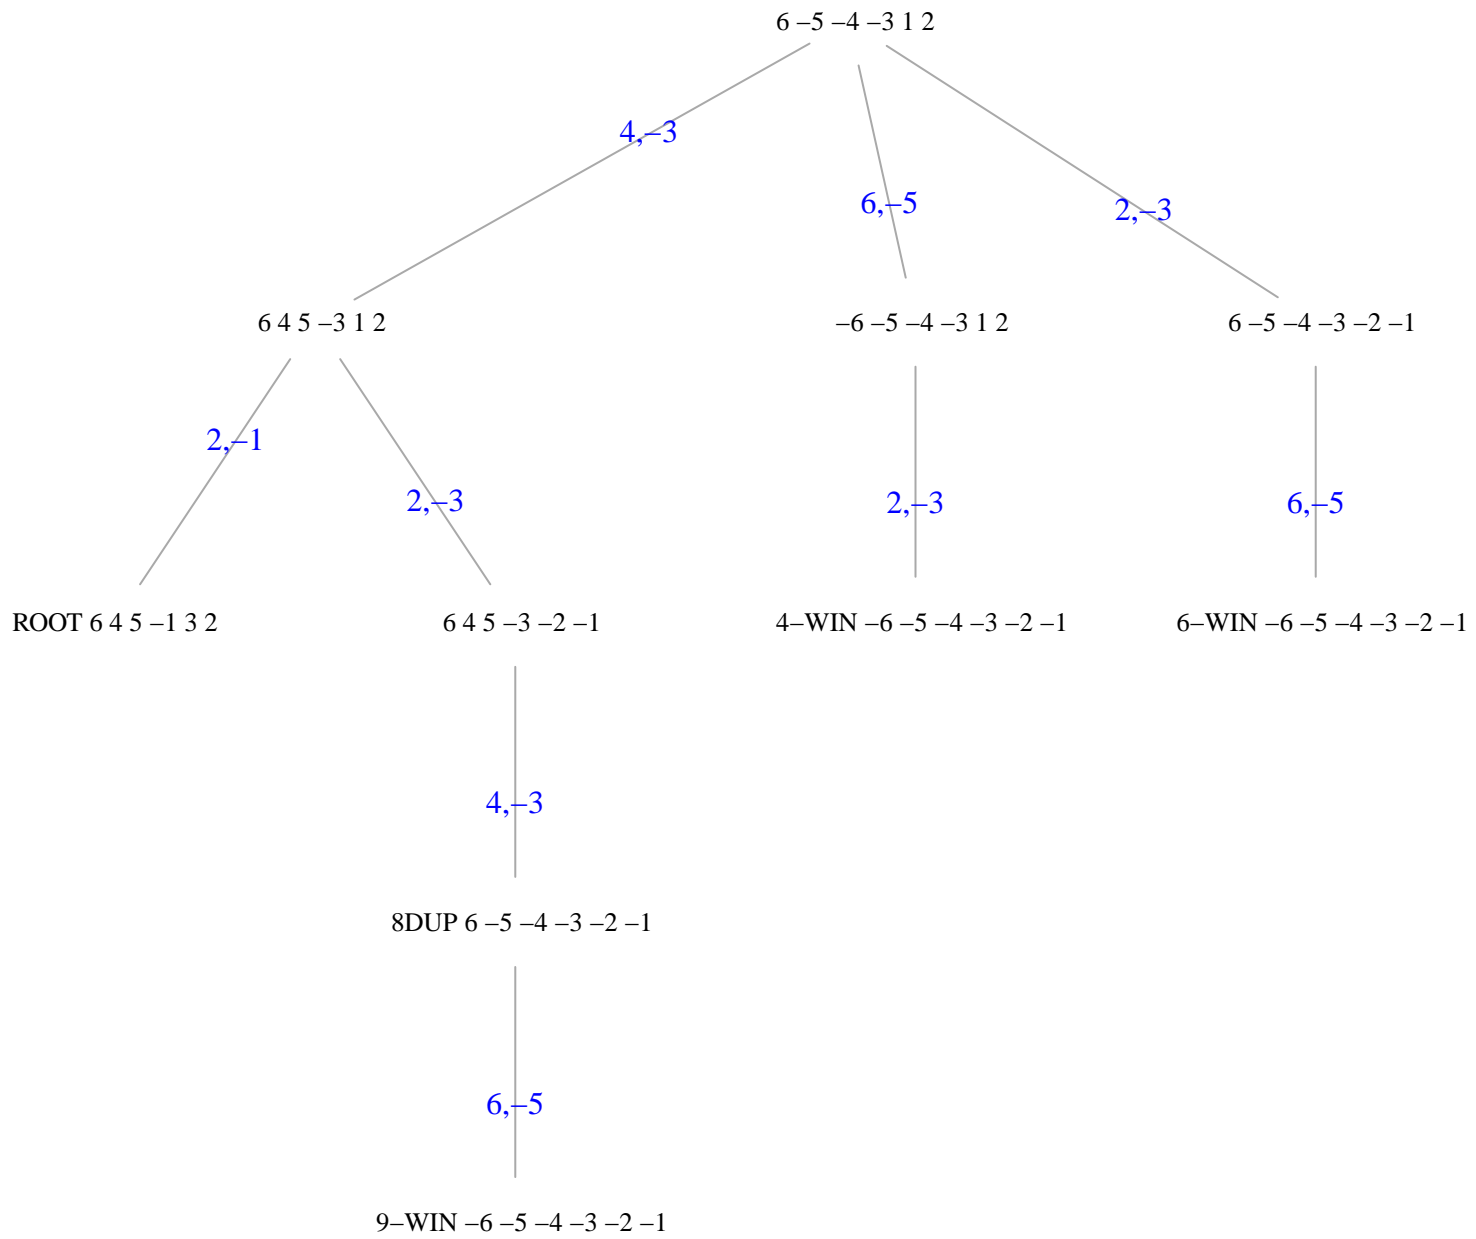 6 –5 –4 –3 1 2
4,–3
6,–5
2,–3
6 4 5 –3 1 2
–6 –5 –4 –3 1 2
6 –5 –4 –3 –2 –1
2,–1
2,–3
2,–3
6,–5
ROOT 6 4 5 –1 3 2
6 4 5 –3 –2 –1
4–WIN –6 –5 –4 –3 –2 –1
6–WIN –6 –5 –4 –3 –2 –1
4,–3
8DUP 6 –5 –4 –3 –2 –1
6,–5
9–WIN –6 –5 –4 –3 –2 –1